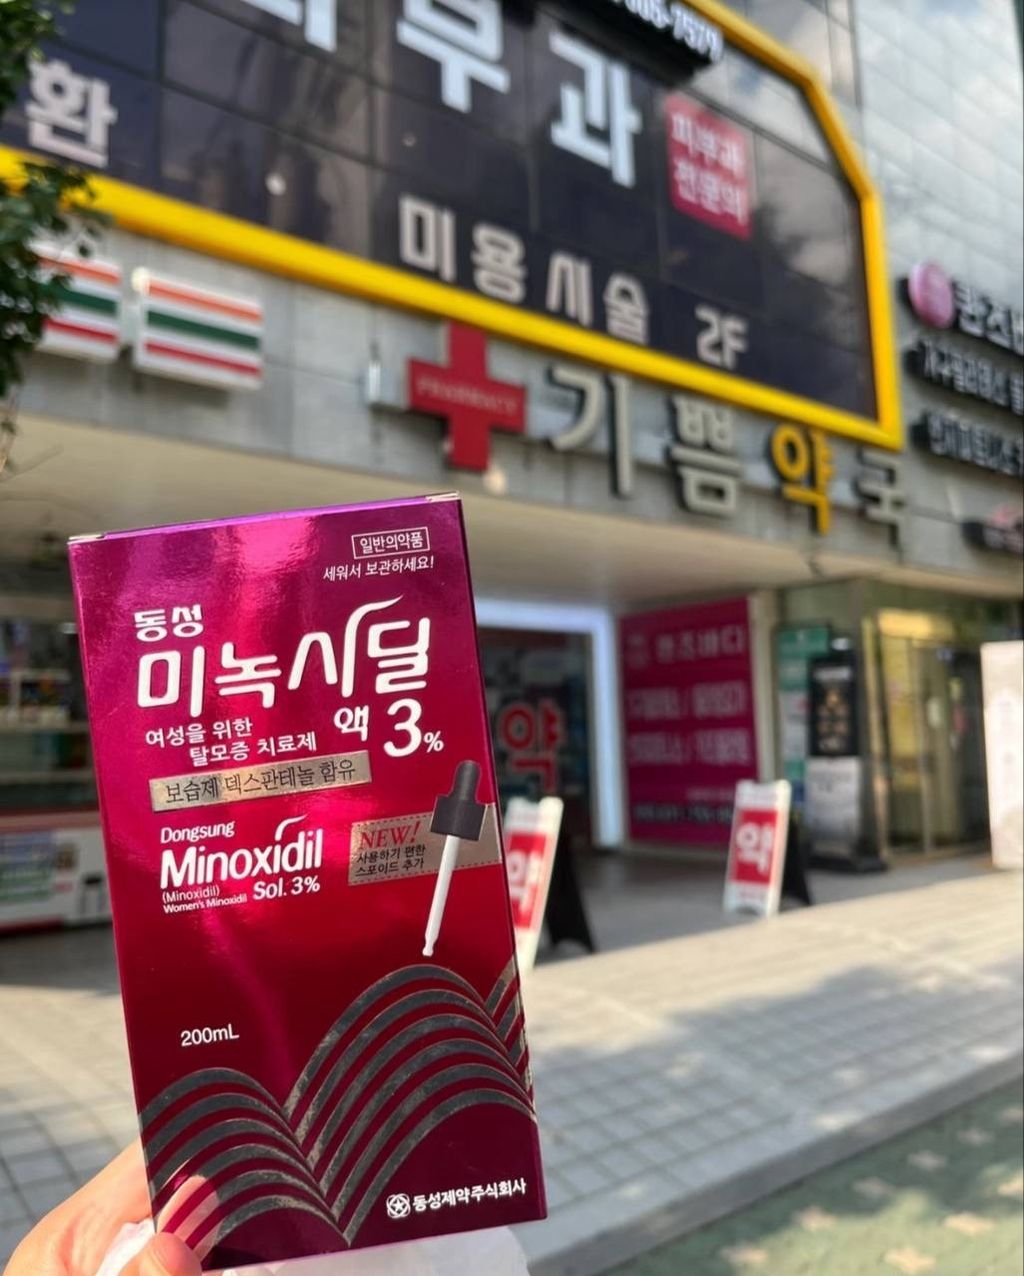 부과
환
피부과
전문의
미용시술 2F
PHARMACY
기쁨약국
약
약
약
일반의약품
세워서 보관하세요!
동성
미녹시딜
액 3%
여성을 위한
탈모증 치료제
보습제 덱스판테놀 함유
Dongsung
Minoxidil
(Minoxidil) Sol. 3%
Women's Minoxidil
NEW!
사용하기 편한
스포이드 추가
200mL
동성제약주식회사